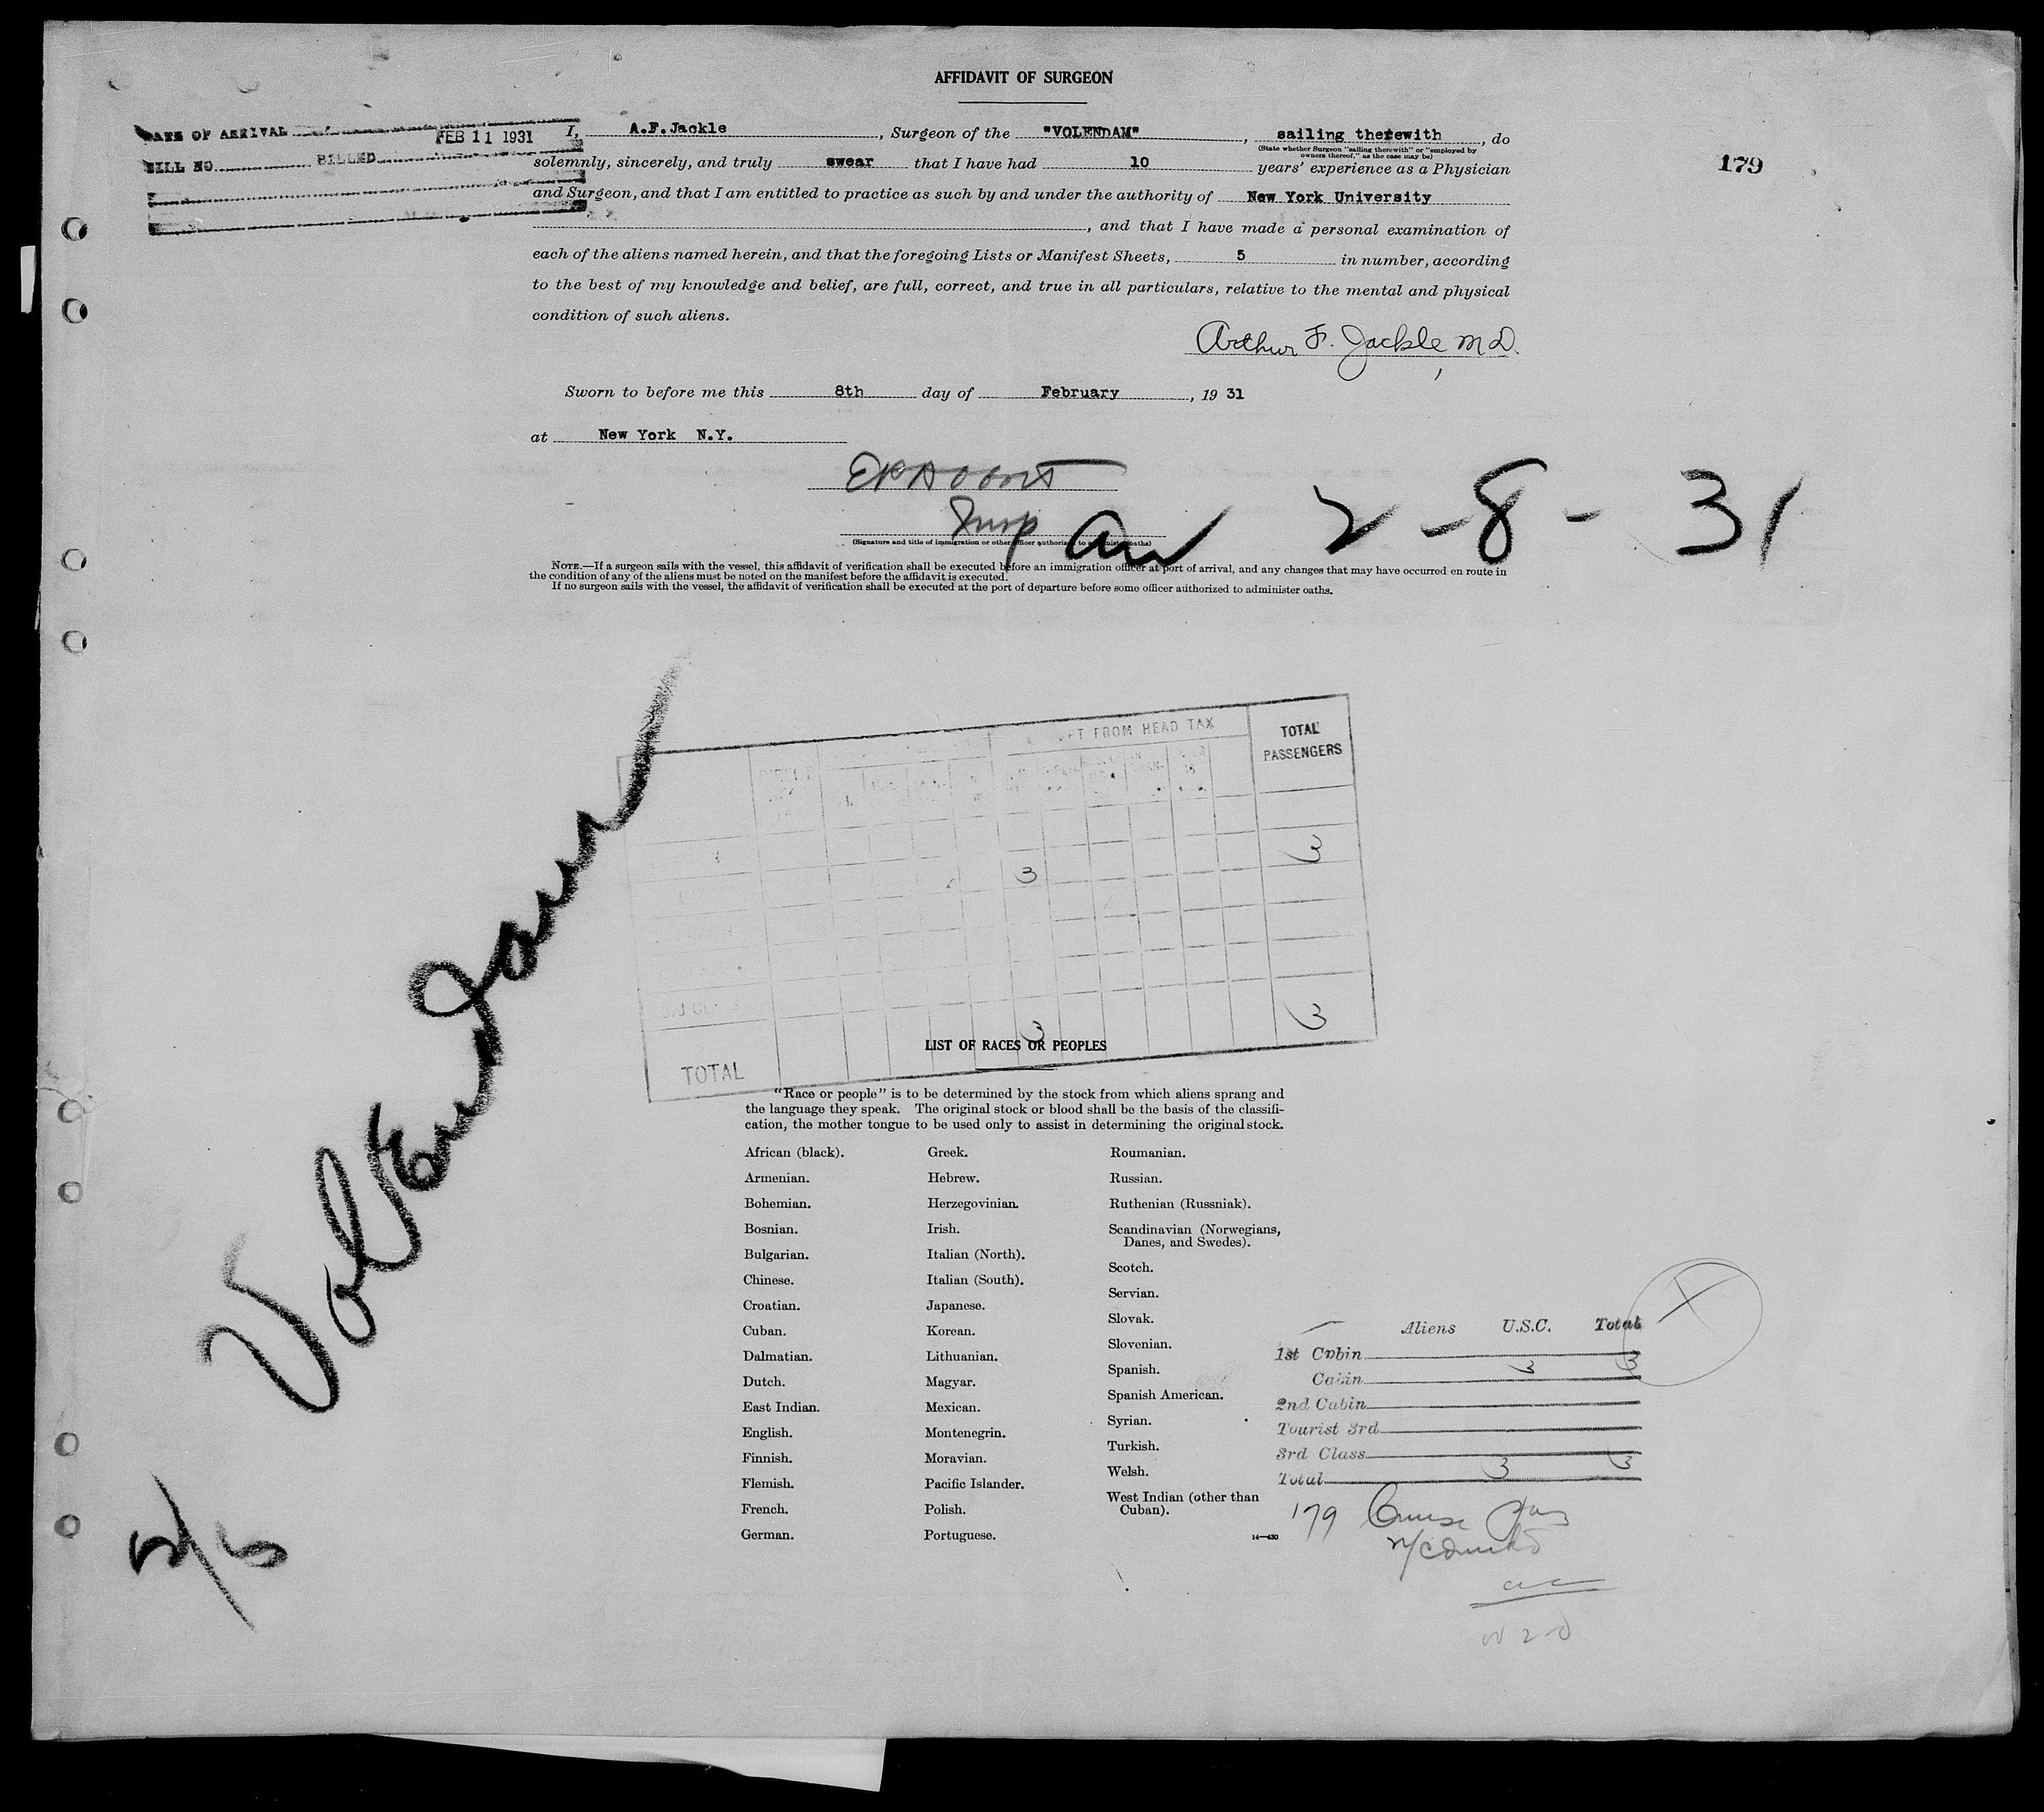 AFFIDAVIT OF SURGEON
DATE OF ARRIVAL FEB 11 1931
BILL NO. BILLED
179
I, A.F.Jackle, Surgeon of the "VOLENDAM", sailing therewith, do
(State whether Surgeon "sailing therewith" or "employed by owners thereof," as the case may be)
solemnly, sincerely, and truly swear that I have had 10 years' experience as a Physician
and Surgeon, and that I am entitled to practice as such by and under the authority of New York University
, and that I have made a personal examination of
each of the aliens named herein, and that the foregoing Lists or Manifest Sheets, 5 in number, according
to the best of my knowledge and belief, are full, correct, and true in all particulars, relative to the mental and physical
condition of such aliens.
Arthur F. Jackle, M.D.
Sworn to before me this 8th day of February, 19 31
at New York N.Y.
Insp
(Signature and title of immigration or other officer authorized to administer oaths)
Arr 2-8-31
NOTE.—If a surgeon sails with the vessel, this affidavit of verification shall be executed before an immigration officer at port of arrival, and any changes that may have occurred en route in
the condition of any of the aliens must be noted on the manifest before the affidavit is executed.
If no surgeon sails with the vessel, the affidavit of verification shall be executed at the port of departure before some officer authorized to administer oaths.
VolEndam
FROM HEAD TAX
TOTAL PASSENGERS
3 3
3 3
TOTAL
LIST OF RACES OR PEOPLES
"Race or people" is to be determined by the stock from which aliens sprang and
the language they speak. The original stock or blood shall be the basis of the classifi-
cation, the mother tongue to be used only to assist in determining the original stock.
African (black).
Armenian.
Bohemian.
Bosnian.
Bulgarian.
Chinese.
Croatian.
Cuban.
Dalmatian.
Dutch.
East Indian.
English.
Finnish.
Flemish.
French.
German.
Greek.
Hebrew.
Herzegovinian.
Irish.
Italian (North).
Italian (South).
Japanese.
Korean.
Lithuanian.
Magyar.
Mexican.
Montenegrin.
Moravian.
Pacific Islander.
Polish.
Portuguese.
Roumanian.
Russian.
Ruthenian (Russniak).
Scandinavian (Norwegians,
Danes, and Swedes).
Scotch.
Servian.
Slovak.
Slovenian.
Spanish.
Spanish American.
Syrian.
Turkish.
Welsh.
West Indian (other than
Cuban).
14—430
Aliens U.S.C. Total
1st Cabin
Cabin 3 3
2nd Cabin
Tourist 3rd
3rd Class
Total 3 3
179 Cruise